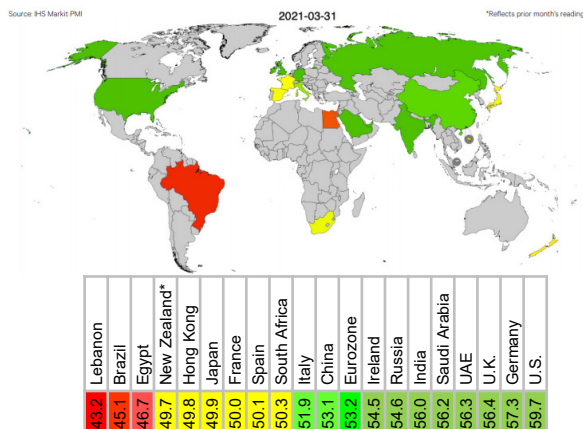 Source: IHS Markit PMI
2021-03-31
*Reflects prior month's reading
Lebanon
Brazil
Egypt
New Zealand*
Hong Kong
Japan
France
Spain
South Africa
Italy
China
Eurozone
Ireland
Russia
India
Saudi Arabia
UAE
U.K.
Germany
U.S.
43.2
45.1
46.7
49.7
49.8
49.9
50.0
50.1
50.3
51.9
53.1
53.2
54.5
54.6
56.0
56.2
56.3
56.4
57.3
59.7